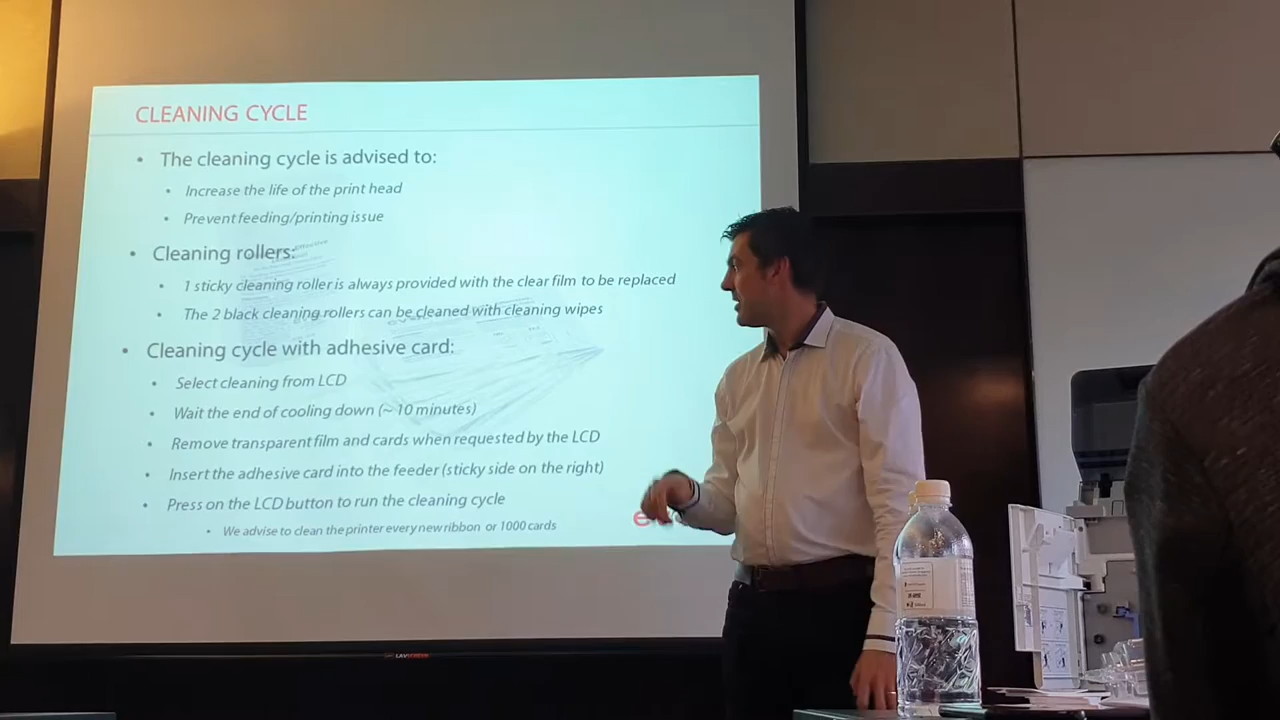 CLEANING CYCLE
• The cleaning cycle is advised to:
• Increase the life of the print head
• Prevent feeding/printing issue
• Cleaning rollers:
• 1 sticky cleaning roller is always provided with the clear film to be replaced
• The 2 black cleaning rollers can be cleaned with cleaning wipes
• Cleaning cycle with adhesive card:
• Select cleaning from LCD
• Wait the end of cooling down (~ 10 minutes)
• Remove transparent film and cards when requested by the LCD
• Insert the adhesive card into the feeder (sticky side on the right)
• Press on the LCD button to run the cleaning cycle
• We advise to clean the printer every new ribbon or 1000 cards